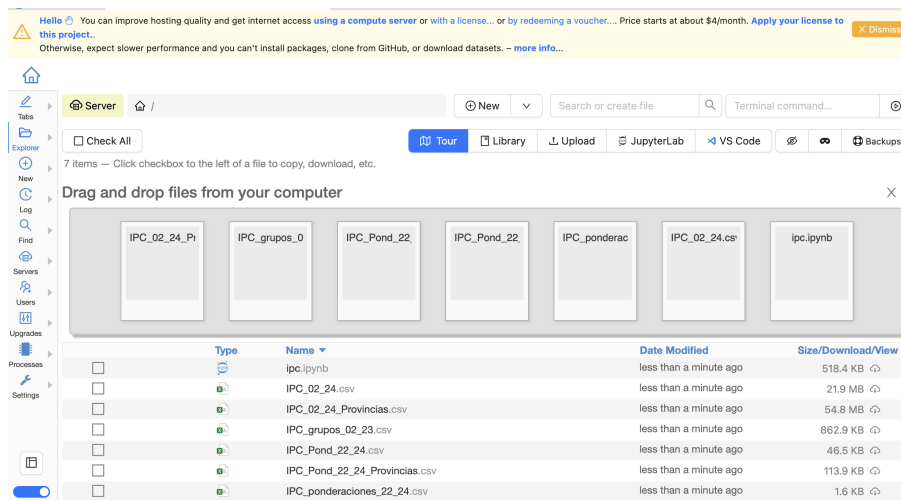 Hello You can improve hosting quality and get internet access using a compute server or with a license... or by redeeming a voucher.... Price starts at about $4/month. Apply your license to
this project..
Otherwise, expect slower performance and you can't install packages, clone from GitHub, or download datasets. – more info...
X Dismiss
Tabs
Explorer
New
Log
Find
Servers
Users
Upgrades
Processes
Settings
Server / New Search or create file Terminal command...
Check All Tour Library Upload JupyterLab VS Code Backups
7 items — Click checkbox to the left of a file to copy, download, etc.
Drag and drop files from your computer X
IPC_02_24_Pr IPC_grupos_0 IPC_Pond_22_ IPC_Pond_22_ IPC_ponderac IPC_02_24.csv ipc.ipynb
Type Name Date Modified Size/Download/View
ipc.ipynb less than a minute ago 518.4 KB
IPC_02_24.csv less than a minute ago 21.9 MB
IPC_02_24_Provincias.csv less than a minute ago 54.8 MB
IPC_grupos_02_23.csv less than a minute ago 862.9 KB
IPC_Pond_22_24.csv less than a minute ago 46.5 KB
IPC_Pond_22_24_Provincias.csv less than a minute ago 113.9 KB
IPC_ponderaciones_22_24.csv less than a minute ago 1.6 KB